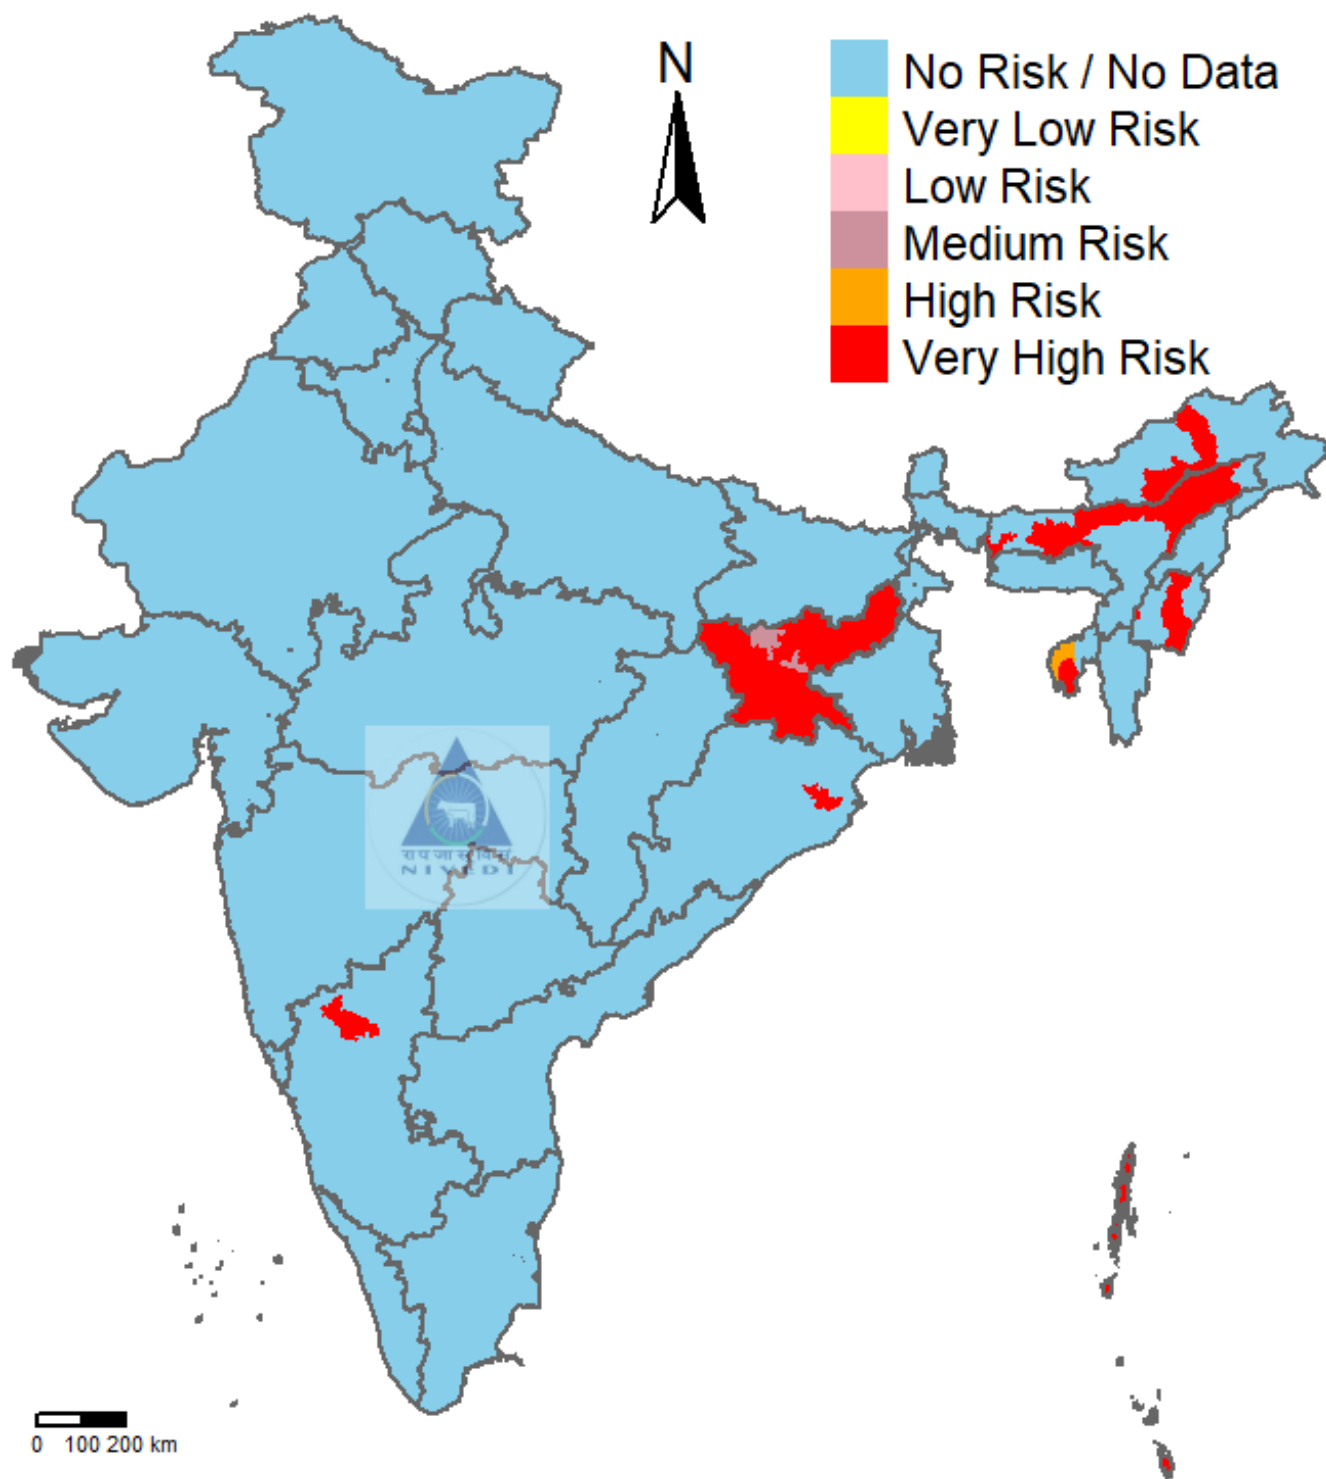 N
No Risk / No Data
Very Low Risk
Low Risk
Medium Risk
High Risk
Very High Risk
NIVEDI
0 100 200 km